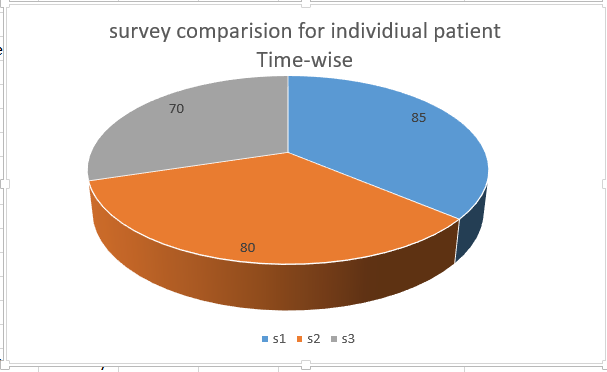 survey comparision for individiual patient
Time-wise
70
85
80
s1 s2 s3